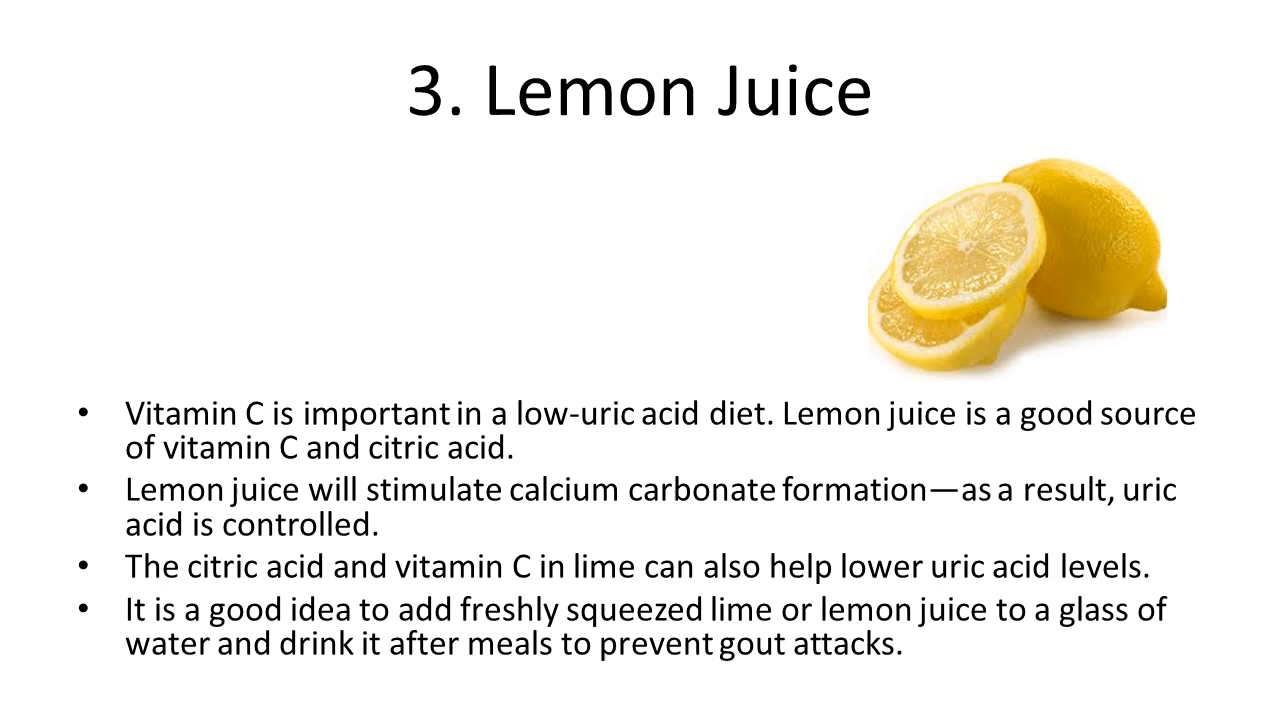 3. Lemon Juice
• Vitamin C is important in a low-uric acid diet. Lemon juice is a good source
of vitamin C and citric acid.
• Lemon juice will stimulate calcium carbonate formation—as a result, uric
acid is controlled.
• The citric acid and vitamin C in lime can also help lower uric acid levels.
• It is a good idea to add freshly squeezed lime or lemon juice to a glass of
water and drink it after meals to prevent gout attacks.